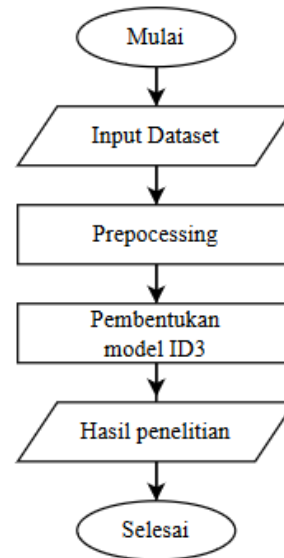 Mulai
Input Dataset
Prepocessing
Pembentukan
model ID3
Hasil penelitian
Selesai